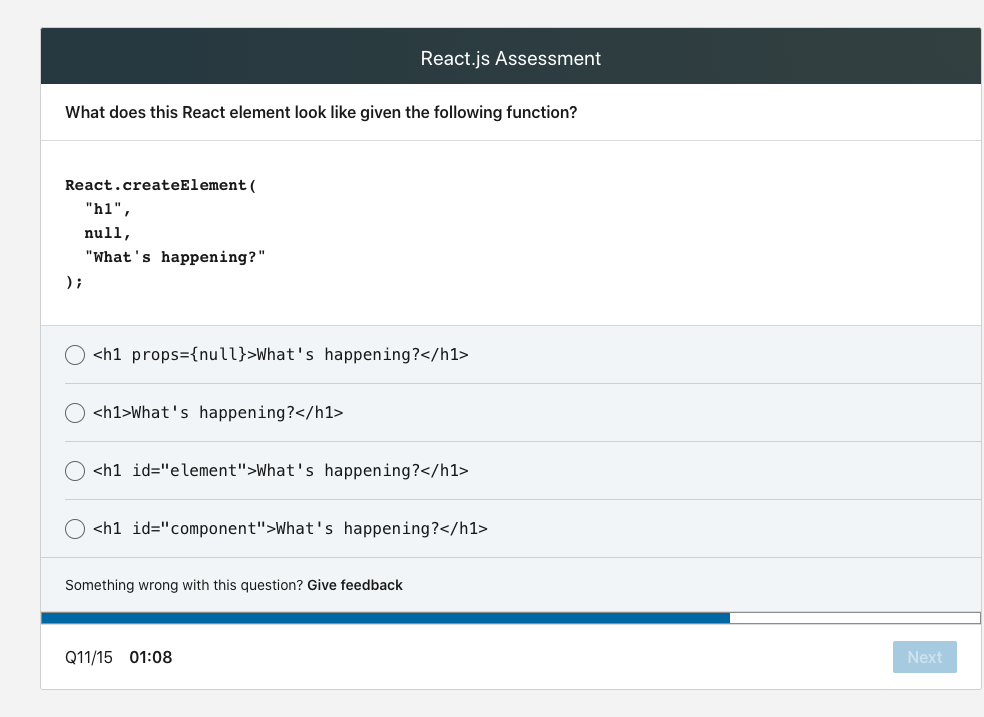 React.js Assessment
What does this React element look like given the following function?
React.createElement(
  "h1",
  null,
  "What's happening?"
);
<h1 props={null}>What's happening?</h1>
<h1>What's happening?</h1>
<h1 id="element">What's happening?</h1>
<h1 id="component">What's happening?</h1>
Something wrong with this question? Give feedback
Q11/15 01:08 Next